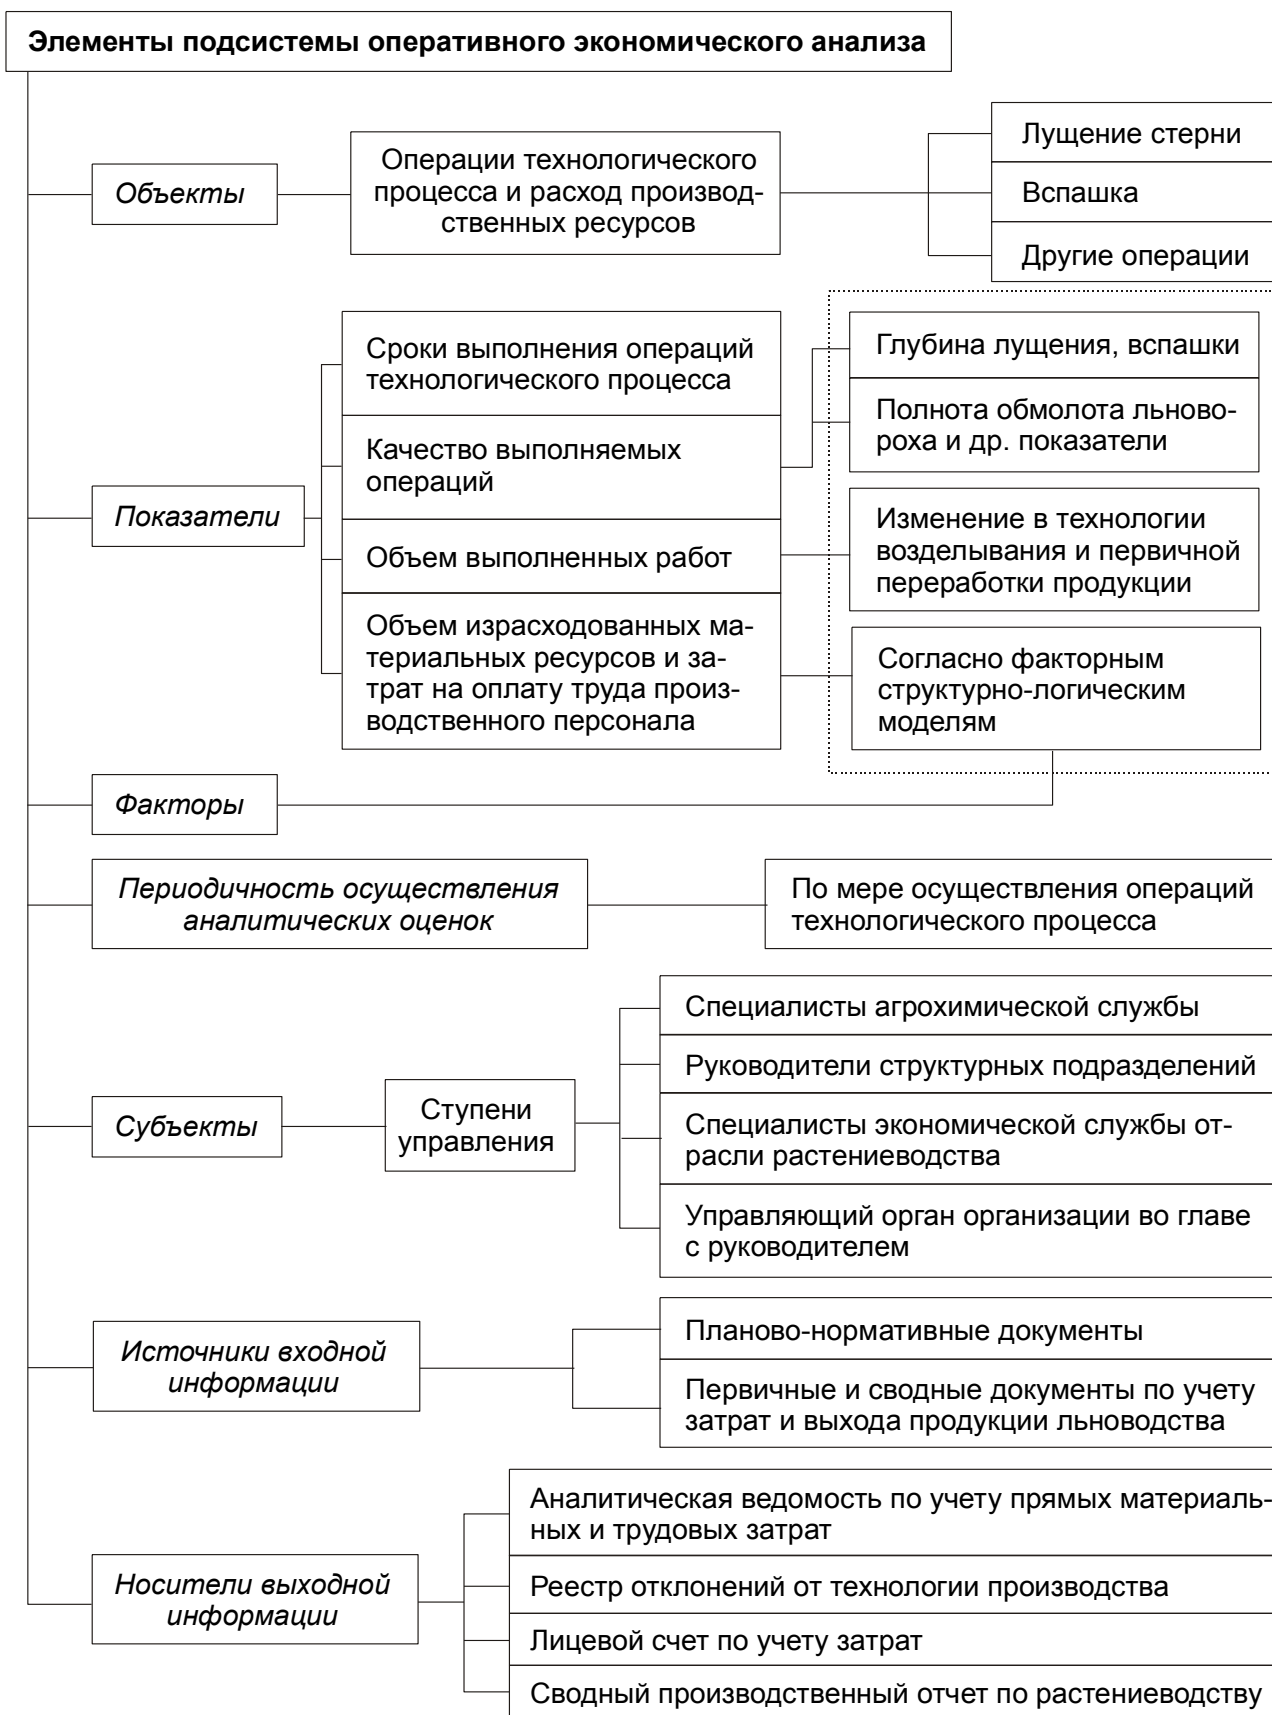 Элементы подсистемы оперативного экономического анализа
Объекты
Операции технологического
процесса и расход производ-
ственных ресурсов
Лущение стерни
Вспашка
Другие операции
Показатели
Сроки выполнения операций
технологического процесса
Качество выполняемых
операций
Объем выполненных работ
Объем израсходованных ма-
териальных ресурсов и за-
трат на оплату труда произ-
водственного персонала
Глубина лущения, вспашки
Полнота обмолота льново-
роха и др. показатели
Изменение в технологии
возделывания и первичной
переработки продукции
Согласно факторным
структурно-логическим
моделям
Факторы
Периодичность осуществления
аналитических оценок
По мере осуществления операций
технологического процесса
Субъекты
Ступени
управления
Специалисты агрохимической службы
Руководители структурных подразделений
Специалисты экономической службы от-
расли растениеводства
Управляющий орган организации во главе
с руководителем
Источники входной
информации
Планово-нормативные документы
Первичные и сводные документы по учету
затрат и выхода продукции льноводства
Носители выходной
информации
Аналитическая ведомость по учету прямых материаль-
ных и трудовых затрат
Реестр отклонений от технологии производства
Лицевой счет по учету затрат
Сводный производственный отчет по растениеводству